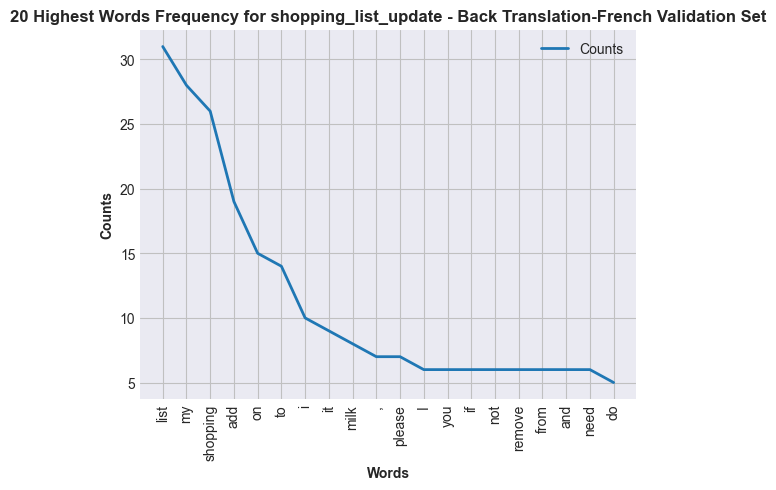 20 Highest Words Frequency for shopping_list_update - Back Translation-French Validation Set
Counts
30
25
20
15
10
5
Counts
list
my
shopping
add
on
to
i
it
milk
,
please
I
you
if
not
remove
from
and
need
do
Words